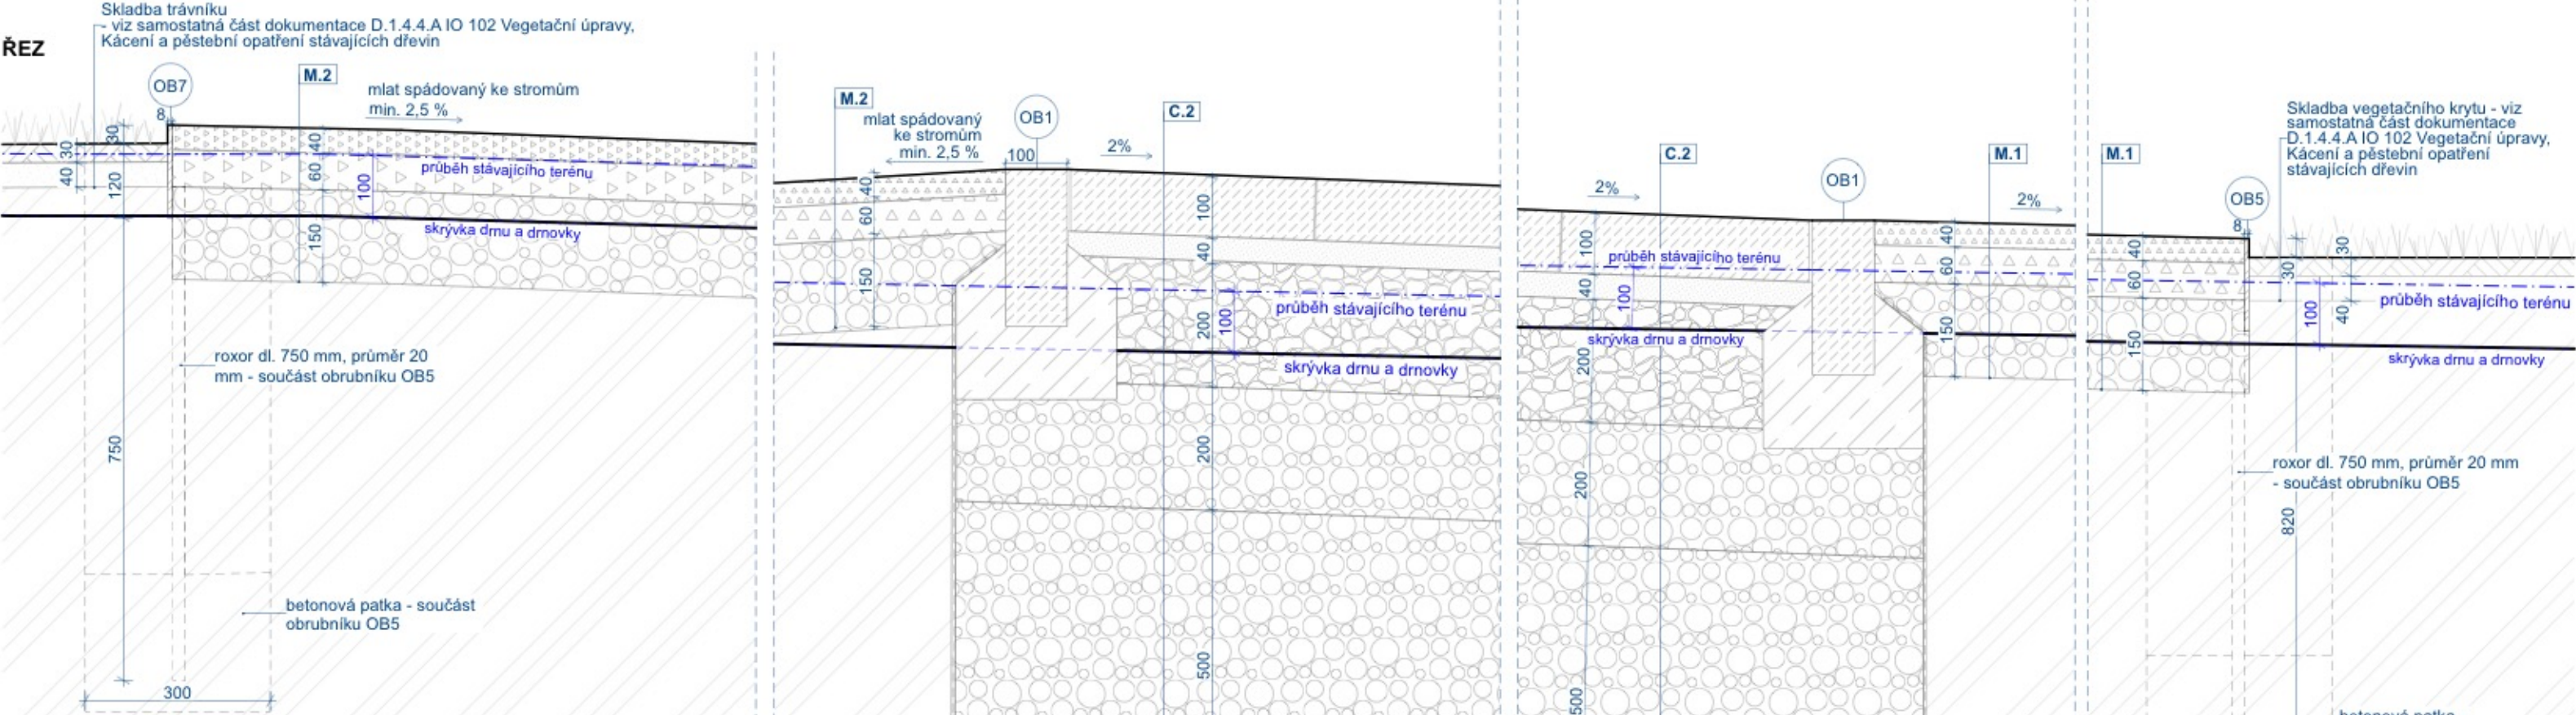 Skladba trávníku
- viz samostatná část dokumentace D.1.4.4.A IO 102 Vegetační úpravy,
Kácení a pěstební opatření stávajících dřevin
ŘEZ
OB7
M.2
mlat spádovaný ke stromům
min. 2,5 %
8
30
30
40
120
40
60
100
150
průběh stávajícího terénu
skrývka drnu a drnovky
roxor dl. 750 mm, průměr 20
mm - součást obrubníku OB5
750
betonová patka - součást
obrubníku OB5
300
M.2
mlat spádovaný
ke stromům
min. 2,5 %
OB1
100
2%
C.2
40
60
150
100
40
200
100
průběh stávajícího terénu
skrývka drnu a drnovky
200
500
2%
C.2
OB1
M.1
2%
100
40
100
200
průběh stávajícího terénu
skrývka drnu a drnovky
40
60
150
200
500
M.1
OB5
8
Skladba vegetačního krytu - viz
samostatná část dokumentace
D.1.4.4.A IO 102 Vegetační úpravy,
Kácení a pěstební opatření
stávajících dřevin
40
60
150
30
30
40
100
průběh stávajícího terénu
skrývka drnu a drnovky
roxor dl. 750 mm, průměr 20 mm
- součást obrubníku OB5
820
betonová patka